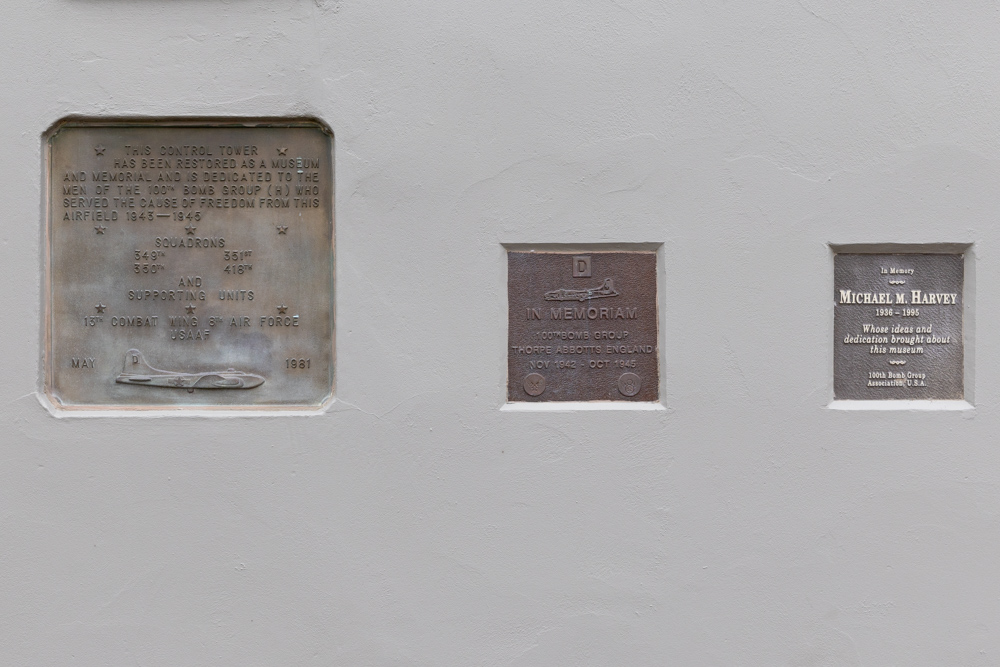 THIS CONTROL TOWER
HAS BEEN RESTORED AS A MUSEUM
AND MEMORIAL AND IS DEDICATED TO THE
MEN OF THE 100TH BOMB GROUP (H) WHO
SERVED THE CAUSE OF FREEDOM FROM THIS
AIRFIELD 1943—1945
SQUADRONS
349TH 351ST
350TH 418TH
AND
SUPPORTING UNITS
13TH COMBAT WING 8TH AIR FORCE
USAAF
D
MAY 1981
D
IN MEMORIAM
100TH BOMB GROUP
THORPE ABBOTTS ENGLAND
NOV 1942 - OCT 1945
In Memory
MICHAEL M. HARVEY
1936 – 1995
Whose ideas and
dedication brought about
this museum
100th Bomb Group
Association, U.S.A.